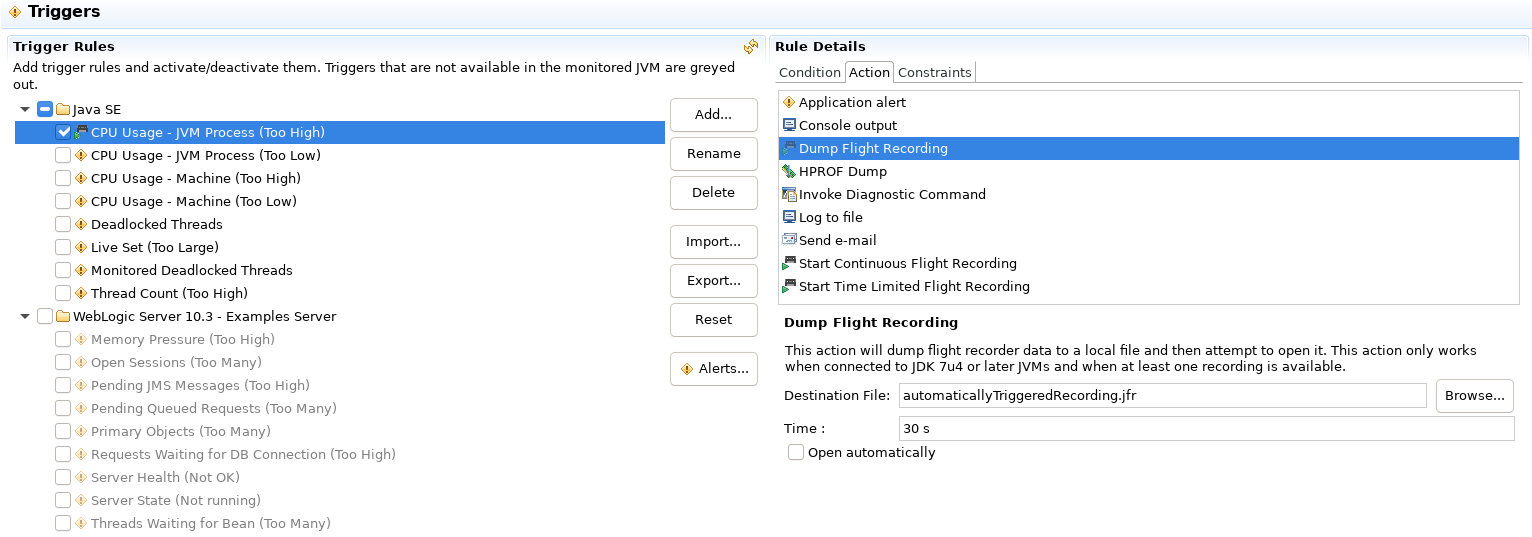 Triggers
Trigger Rules
Add trigger rules and activate/deactivate them. Triggers that are not available in the monitored JVM are greyed
out.
Java SE
CPU Usage - JVM Process (Too High)
CPU Usage - JVM Process (Too Low)
CPU Usage - Machine (Too High)
CPU Usage - Machine (Too Low)
Deadlocked Threads
Live Set (Too Large)
Monitored Deadlocked Threads
Thread Count (Too High)
WebLogic Server 10.3 - Examples Server
Memory Pressure (Too High)
Open Sessions (Too Many)
Pending JMS Messages (Too High)
Pending Queued Requests (Too Many)
Primary Objects (Too Many)
Requests Waiting for DB Connection (Too High)
Server Health (Not OK)
Server State (Not running)
Threads Waiting for Bean (Too Many)
Add...
Rename
Delete
Import...
Export...
Reset
Alerts...
Rule Details
Condition Action Constraints
Application alert
Console output
Dump Flight Recording
HPROF Dump
Invoke Diagnostic Command
Log to file
Send e-mail
Start Continuous Flight Recording
Start Time Limited Flight Recording
Dump Flight Recording
This action will dump flight recorder data to a local file and then attempt to open it. This action only works
when connected to JDK 7u4 or later JVMs and when at least one recording is available.
Destination File: automaticallyTriggeredRecording.jfr Browse...
Time : 30 s
Open automatically